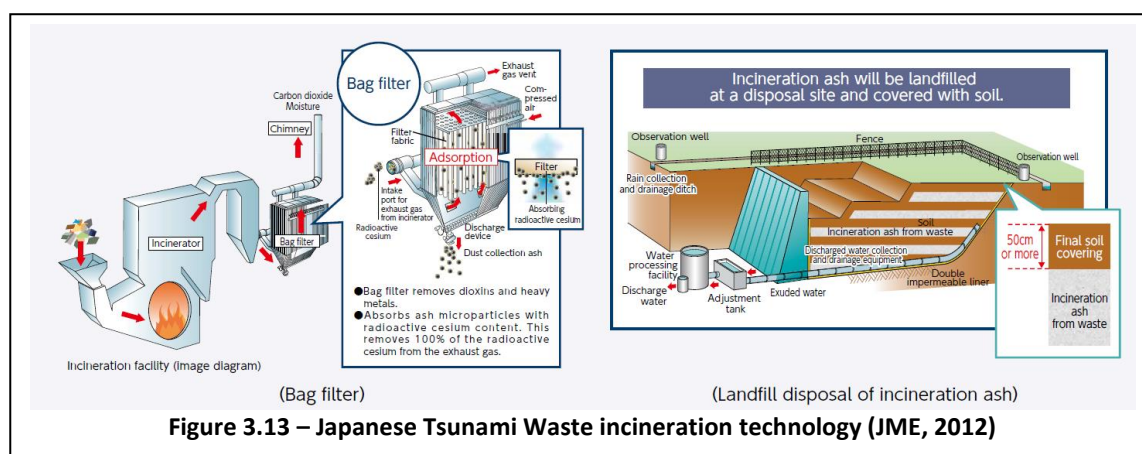 Carbon dioxide
Moisture
Chimney
Incinerator
Bag filter
Incineration facility (image diagram)
Bag filter
Exhaust
gas vent
Com-
pressed
air
Filter
fabric
Adsorption
Intake
port for
exhaust gas
from incinerator
Radioactive
cesium
Discharge
device
Dust collection ash
Filter
Absorbing
radioactive cesium
●Bag filter removes dioxins and heavy
metals.
●Absorbs ash microparticles with
radioactive cesium content. This
removes 100% of the radioactive
cesium from the exhaust gas.
(Bag filter)
Incineration ash will be landfilled
at a disposal site and covered with soil.
Observation well
Fence
Observation well
Rain collection
and drainage ditch
Soil
Incineration ash from waste
Discharged water collection
and drainage equipment
Water
processing
facility
Discharge
water
Adjustment
tank
Exuded water
Double
impermeable liner
50cm
or more
Final soil
covering
Incineration
ash
from waste
(Landfill disposal of incineration ash)
Figure 3.13 – Japanese Tsunami Waste incineration technology (JME, 2012)